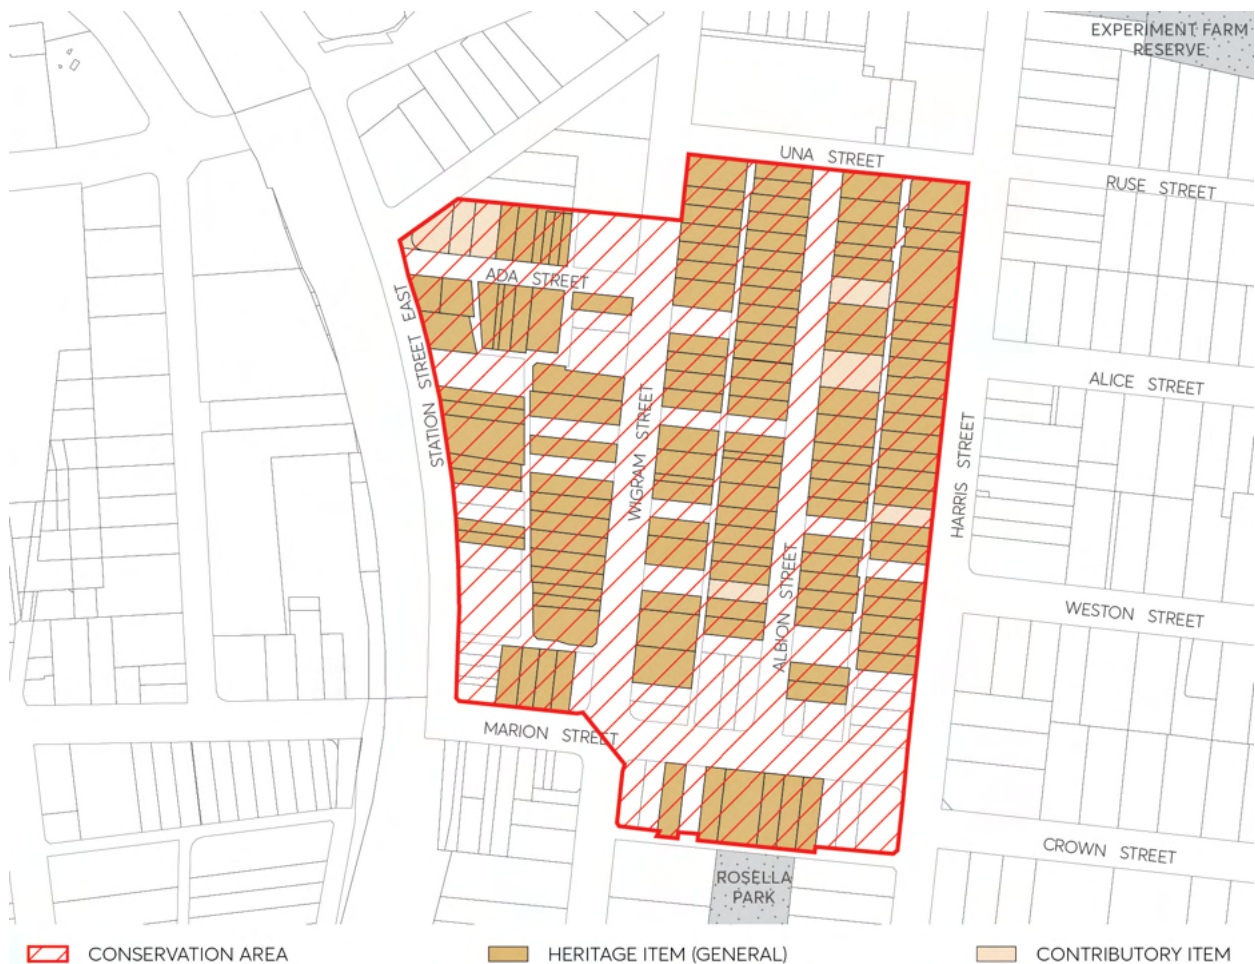 EXPERIMENT FARM
RESERVE
UNA STREET
RUSE STREET
ADA STREET
STATION STREET EAST
ALICE STREET
WIGRAM STREET
HARRIS STREET
ALBION STREET
WESTON STREET
MARION STREET
CROWN STREET
ROSELLA
PARK
CONSERVATION AREA
HERITAGE ITEM (GENERAL)
CONTRIBUTORY ITEM